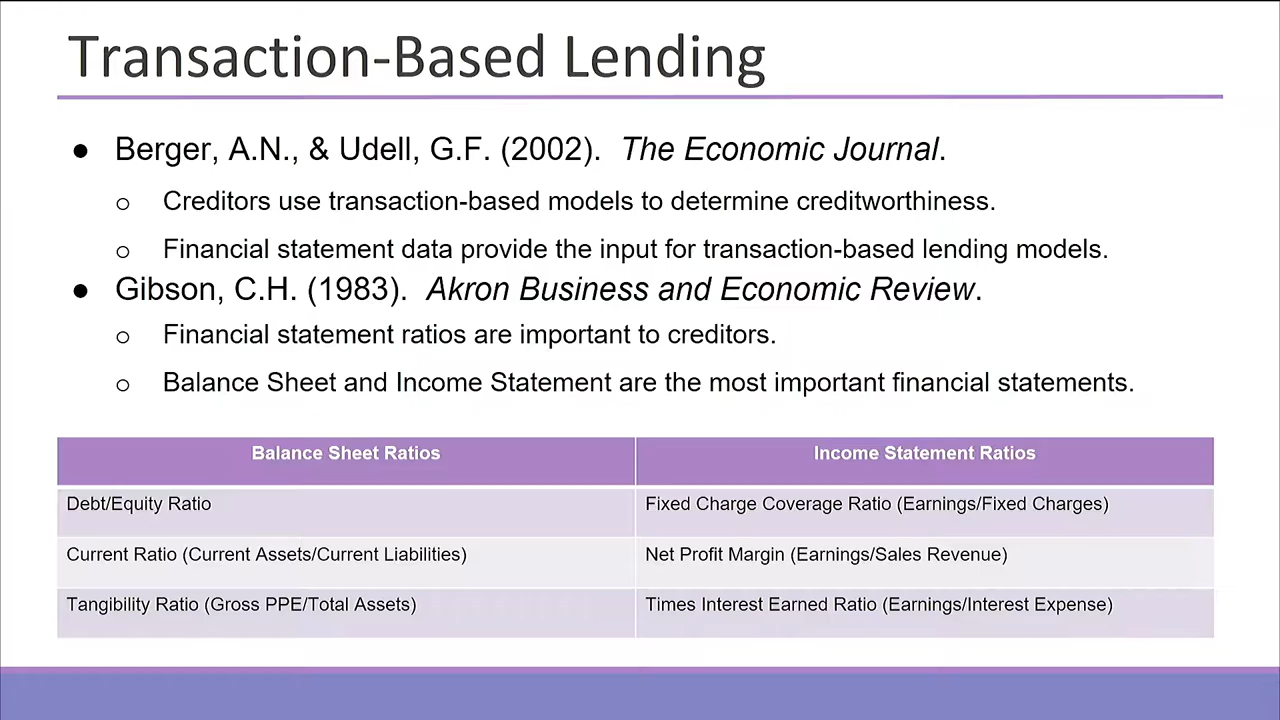 Transaction-Based Lending
● Berger, A.N., & Udell, G.F. (2002). The Economic Journal.
o Creditors use transaction-based models to determine creditworthiness.
o Financial statement data provide the input for transaction-based lending models.
● Gibson, C.H. (1983). Akron Business and Economic Review.
o Financial statement ratios are important to creditors.
o Balance Sheet and Income Statement are the most important financial statements.
Balance Sheet Ratios Income Statement Ratios
Debt/Equity Ratio Fixed Charge Coverage Ratio (Earnings/Fixed Charges)
Current Ratio (Current Assets/Current Liabilities) Net Profit Margin (Earnings/Sales Revenue)
Tangibility Ratio (Gross PPE/Total Assets) Times Interest Earned Ratio (Earnings/Interest Expense)